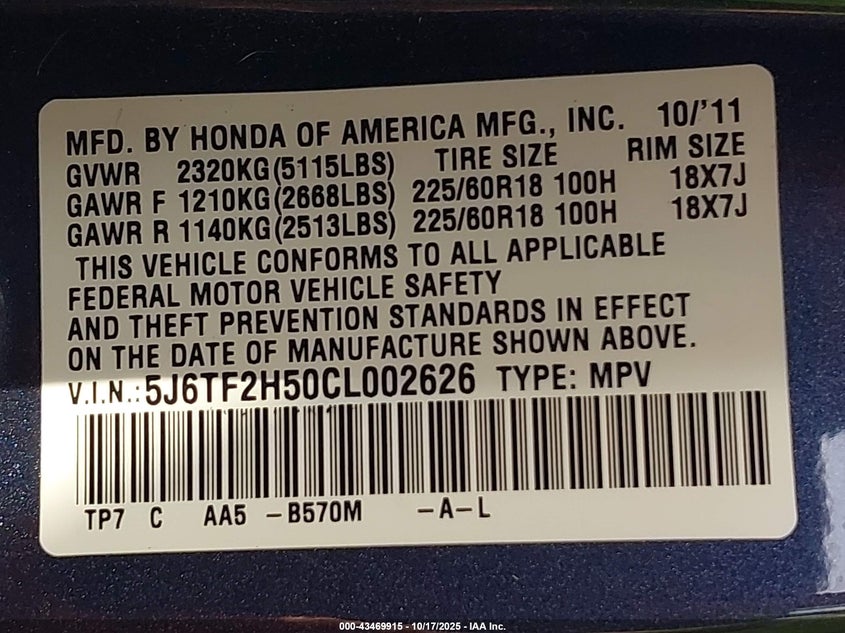 MFD. BY HONDA OF AMERICA MFG., INC. 10/'11
GVWR 2320KG(5115LBS) TIRE SIZE RIM SIZE
GAWR F 1210KG(2668LBS) 225/60R18 100H 18X7J
GAWR R 1140KG(2513LBS) 225/60R18 100H 18X7J
THIS VEHICLE CONFORMS TO ALL APPLICABLE
FEDERAL MOTOR VEHICLE SAFETY
AND THEFT PREVENTION STANDARDS IN EFFECT
ON THE DATE OF MANUFACTURE SHOWN ABOVE.
V.I.N.:5J6TF2H50CL002626 TYPE: MPV
TP7 C AA5 -B570M -A-L
000-43469915 - 10/17/2025 - IAA Inc.